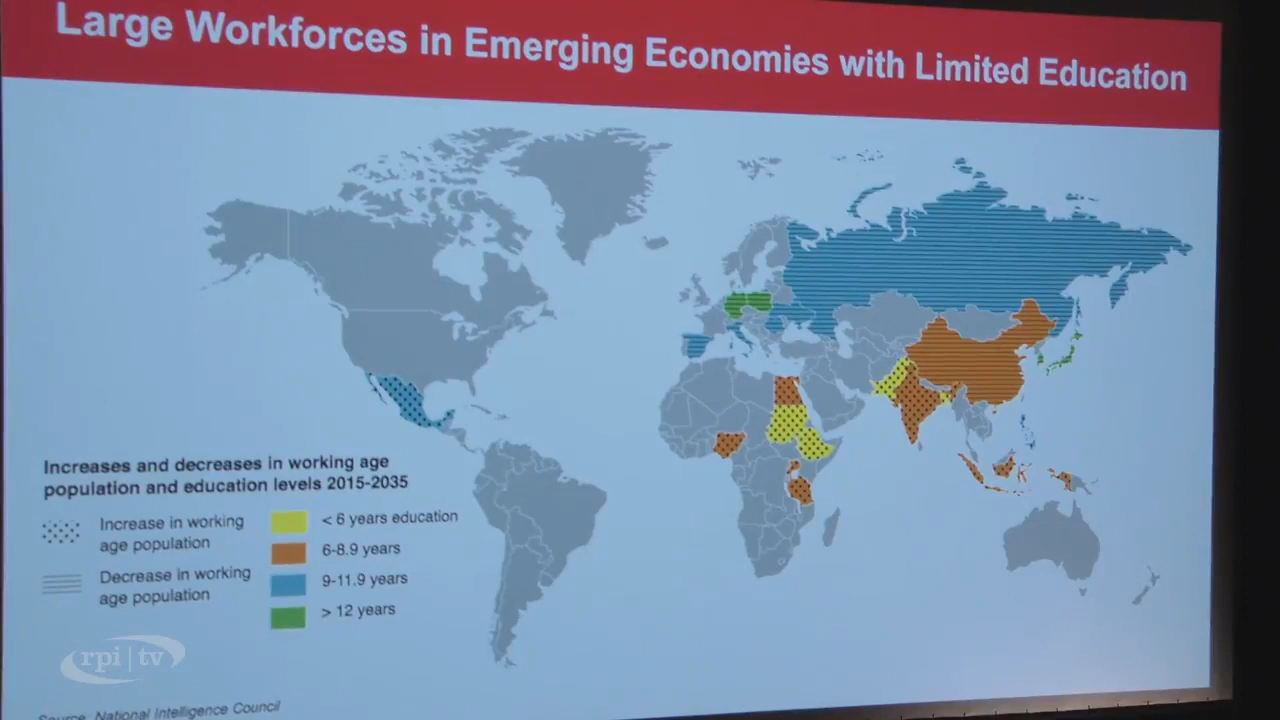 Large Workforces in Emerging Economies with Limited Education
Increases and decreases in working age
population and education levels 2015-2035
Increase in working
age population
Decrease in working
age population
< 6 years education
6-8.9 years
9-11.9 years
> 12 years
rpi|tv
Source: National Intelligence Council